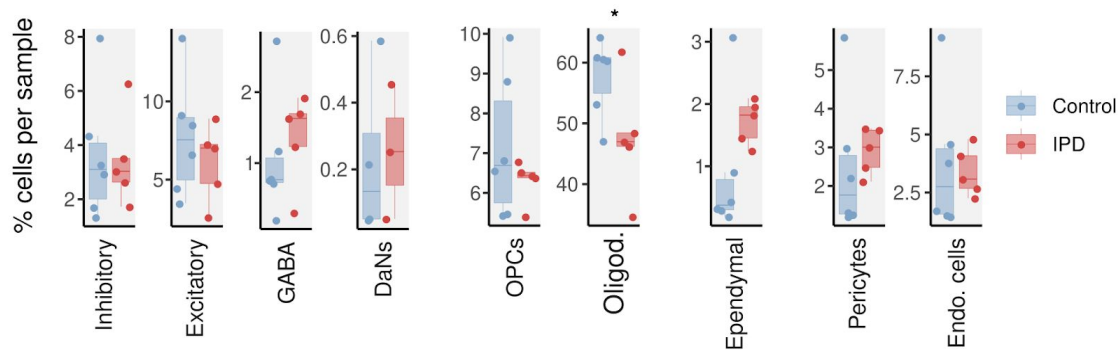 *
% cells per sample
8
6
4
2
Inhibitory
10
5
Excitatory
2
1
GABA
0.6
0.4
0.2
0.0
DaNs
10
9
8
7
6
OPCs
60
50
40
Oligod.
3
2
1
Ependymal
5
4
3
2
Pericytes
7.5
5
2.5
Endo. cells
Control
IPD